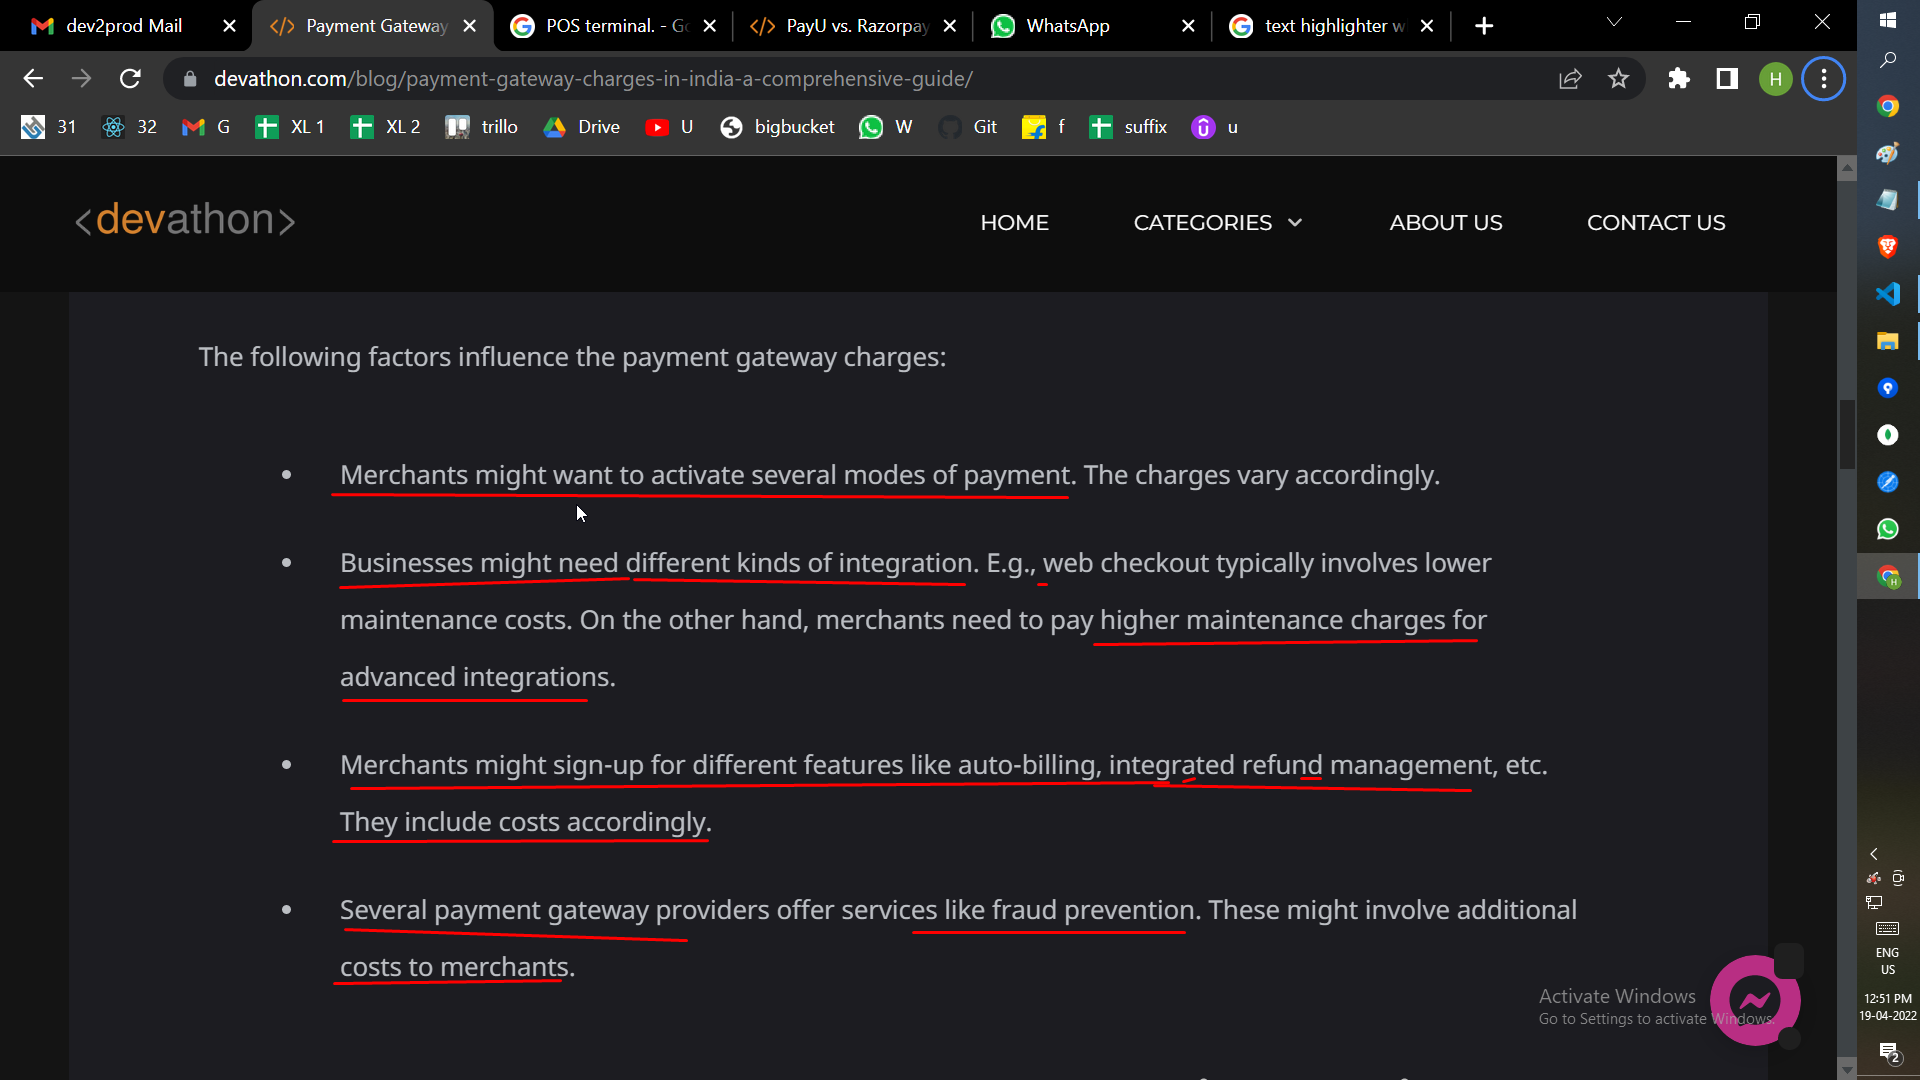 dev2prod Mail
Payment Gateway
POS terminal. - Go
PayU vs. Razorpay
WhatsApp
text highlighter w
devathon.com/blog/payment-gateway-charges-in-india-a-comprehensive-guide/
H
31
32
G
XL 1
XL 2
trillo
Drive
U
bigbucket
W
Git
f
suffix
u
<devathon>
HOME
CATEGORIES
ABOUT US
CONTACT US
The following factors influence the payment gateway charges:
• Merchants might want to activate several modes of payment. The charges vary accordingly.
• Businesses might need different kinds of integration. E.g., web checkout typically involves lower
maintenance costs. On the other hand, merchants need to pay higher maintenance charges for
advanced integrations.
• Merchants might sign-up for different features like auto-billing, integrated refund management, etc.
They include costs accordingly.
• Several payment gateway providers offer services like fraud prevention. These might involve additional
costs to merchants.
Activate Windows
Go to Settings to activate Windows.
H
ENG
US
12:51 PM
19-04-2022
2